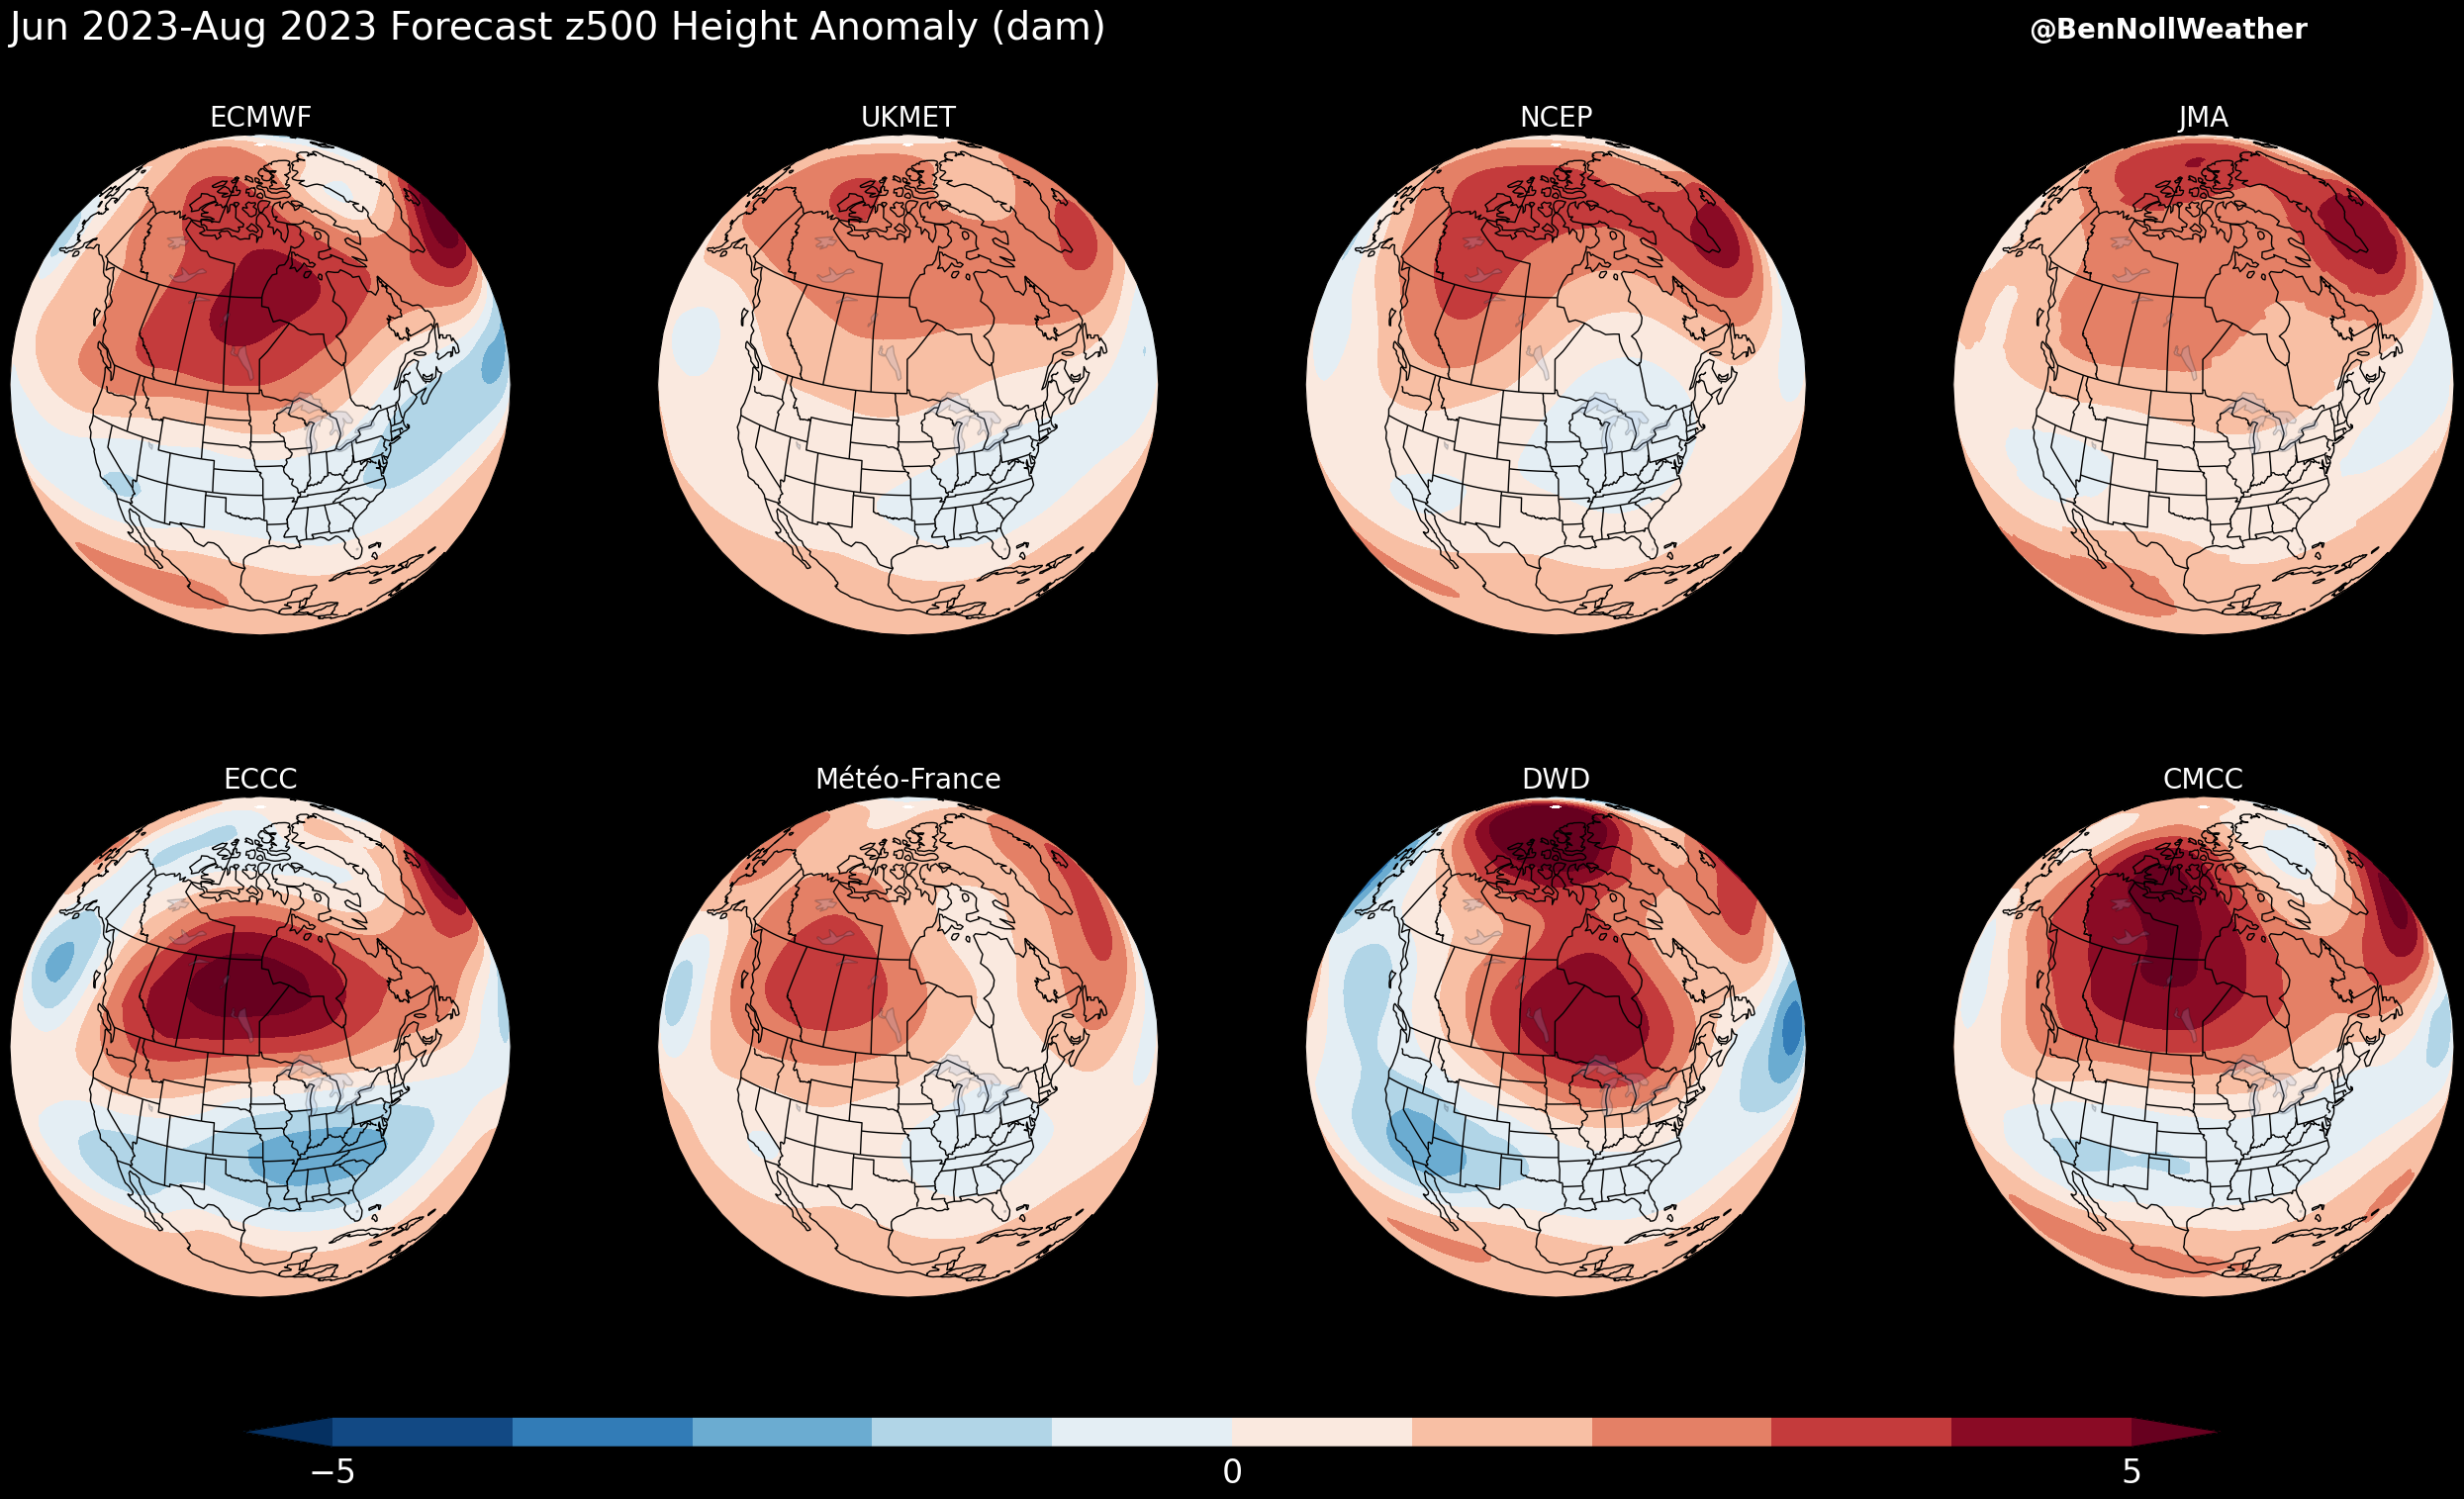 Jun 2023-Aug 2023 Forecast z500 Height Anomaly (dam)
@BenNollWeather
ECMWF
UKMET
NCEP
JMA
ECCC
Météo-France
DWD
CMCC
−5
0
5